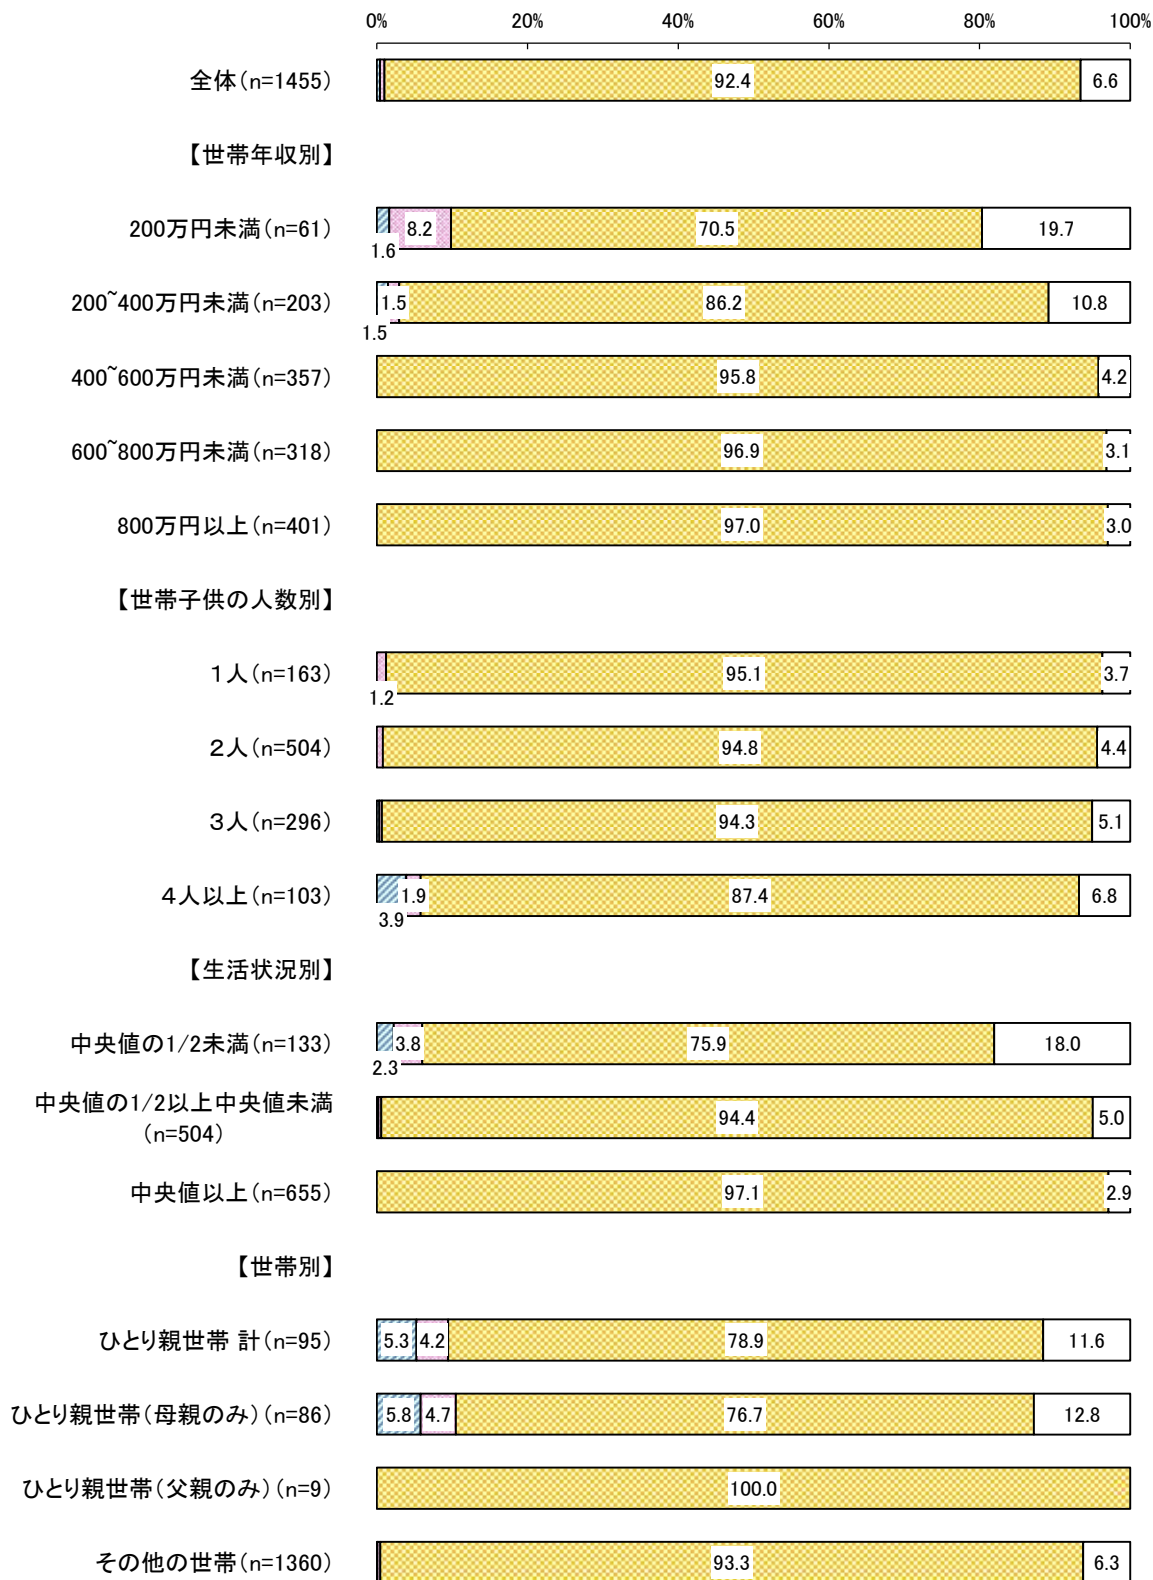 0% 20% 40% 60% 80% 100%
全体(n=1455) 92.4 6.6
【世帯年収別】
200万円未満(n=61) 1.6 8.2 70.5 19.7
200~400万円未満(n=203) 1.5 1.5 86.2 10.8
400~600万円未満(n=357) 95.8 4.2
600~800万円未満(n=318) 96.9 3.1
800万円以上(n=401) 97.0 3.0
【世帯子供の人数別】
1人(n=163) 1.2 95.1 3.7
2人(n=504) 94.8 4.4
3人(n=296) 94.3 5.1
4人以上(n=103) 3.9 1.9 87.4 6.8
【生活状況別】
中央値の1/2未満(n=133) 2.3 3.8 75.9 18.0
中央値の1/2以上中央値未満
(n=504) 94.4 5.0
中央値以上(n=655) 97.1 2.9
【世帯別】
ひとり親世帯 計(n=95) 5.3 4.2 78.9 11.6
ひとり親世帯(母親のみ)(n=86) 5.8 4.7 76.7 12.8
ひとり親世帯(父親のみ)(n=9) 100.0
その他の世帯(n=1360) 93.3 6.3